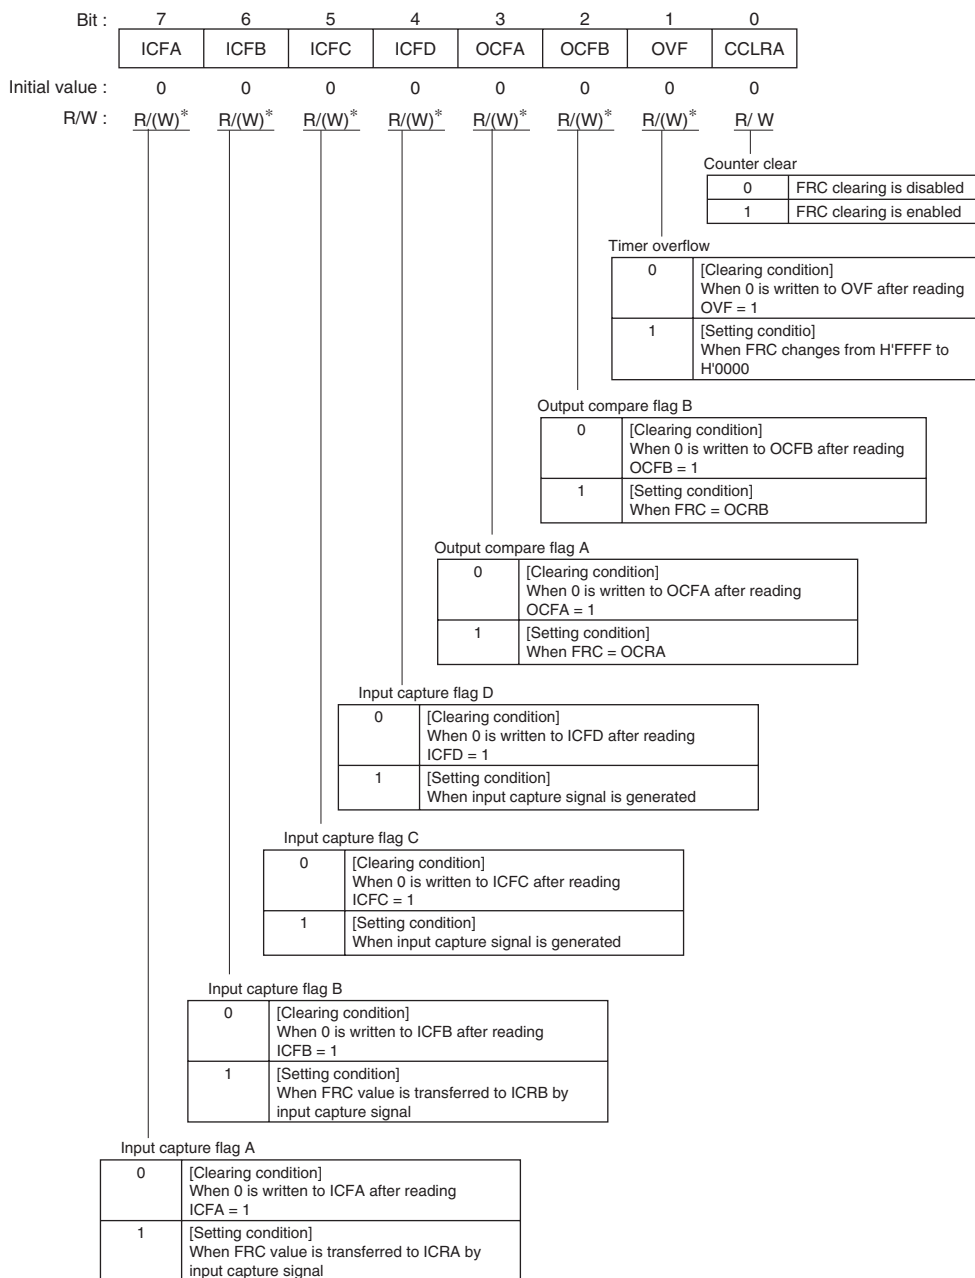 Bit : 7 6 5 4 3 2 1 0
ICFA ICFB ICFC ICFD OCFA OCFB OVF CCLRA
Initial value : 0 0 0 0 0 0 0 0
R/W : R/(W)* R/(W)* R/(W)* R/(W)* R/(W)* R/(W)* R/(W)* R/ W
Counter clear
0 FRC clearing is disabled
1 FRC clearing is enabled
Timer overflow
0 [Clearing condition]
When 0 is written to OVF after reading
OVF = 1
1 [Setting conditio]
When FRC changes from H'FFFF to
H'0000
Output compare flag B
0 [Clearing condition]
When 0 is written to OCFB after reading
OCFB = 1
1 [Setting condition]
When FRC = OCRB
Output compare flag A
0 [Clearing condition]
When 0 is written to OCFA after reading
OCFA = 1
1 [Setting condition]
When FRC = OCRA
Input capture flag D
0 [Clearing condition]
When 0 is written to ICFD after reading
ICFD = 1
1 [Setting condition]
When input capture signal is generated
Input capture flag C
0 [Clearing condition]
When 0 is written to ICFC after reading
ICFC = 1
1 [Setting condition]
When input capture signal is generated
Input capture flag B
0 [Clearing condition]
When 0 is written to ICFB after reading
ICFB = 1
1 [Setting condition]
When FRC value is transferred to ICRB by
input capture signal
Input capture flag A
0 [Clearing condition]
When 0 is written to ICFA after reading
ICFA = 1
1 [Setting condition]
When FRC value is transferred to ICRA by
input capture signal